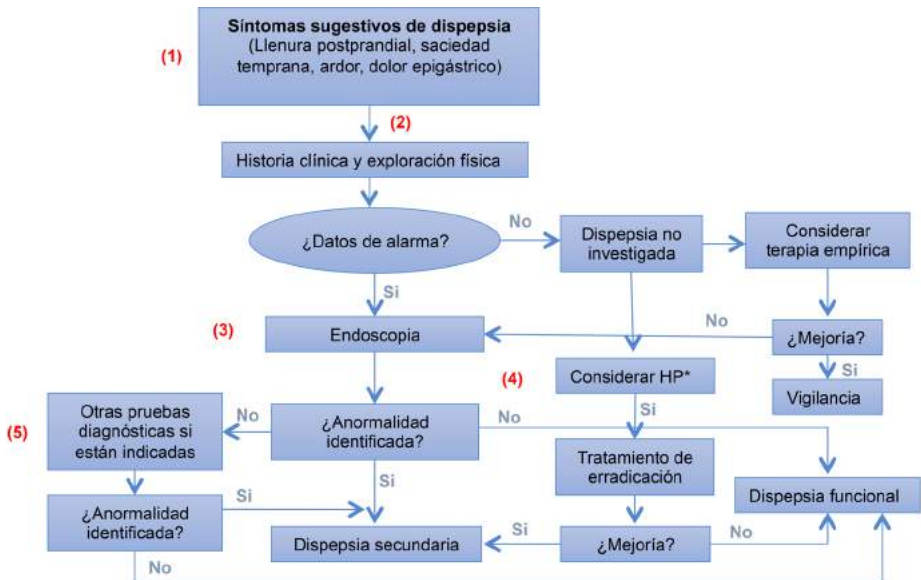 Síntomas sugestivos de dispepsia
(Llenura postprandial, saciedad
temprana, ardor, dolor epigástrico)
(1)
(2)
Historia clínica y exploración física
¿Datos de alarma?
No
Dispepsia no
investigada
Considerar
terapia empírica
Si
(3)
Endoscopia
No
¿Mejoría?
Si
Vigilancia
(4)
Considerar HP*
Si
(5)
Otras pruebas
diagnósticas si
están indicadas
No
¿Anormalidad
identificada?
No
Tratamiento de
erradicación
Dispepsia funcional
Si
¿Anormalidad
identificada?
Si
Dispepsia secundaria
Si
¿Mejoría?
No
No